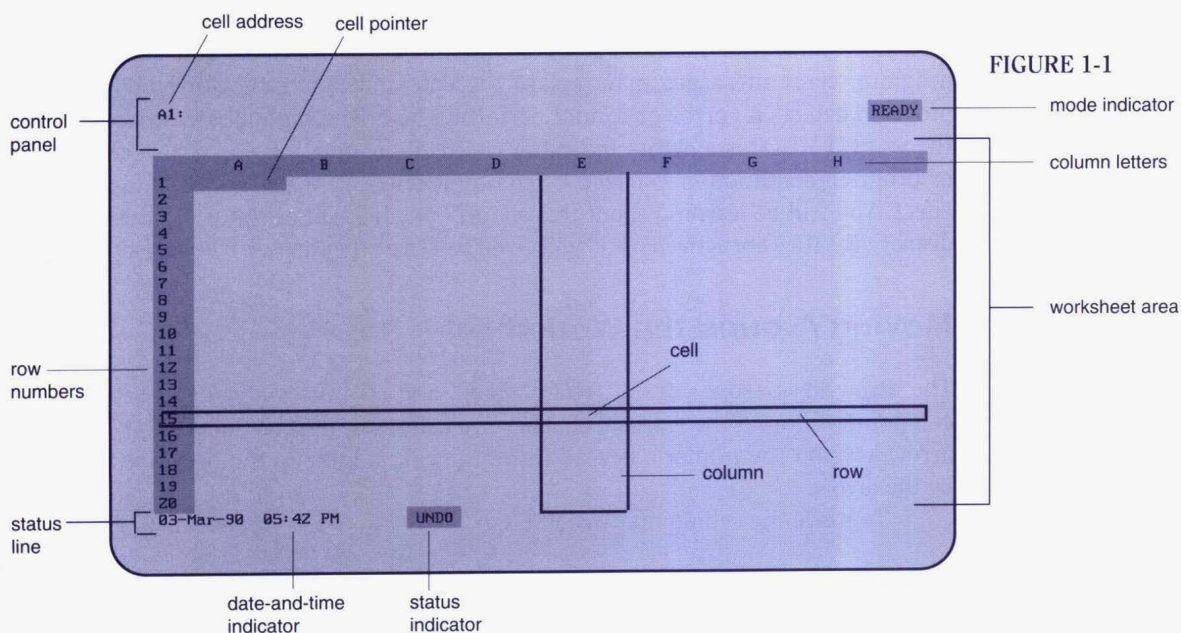 cell address
cell pointer
FIGURE 1-1
control
panel
A1:
READY
mode indicator
A B C D E F G H
column letters
1
2
3
4
5
6
7
8
9
10
11
12
13
14
15
16
17
18
19
20
worksheet area
cell
row
numbers
column
row
03-Mar-90 05:42 PM
UNDO
status
line
date-and-time
indicator
status
indicator